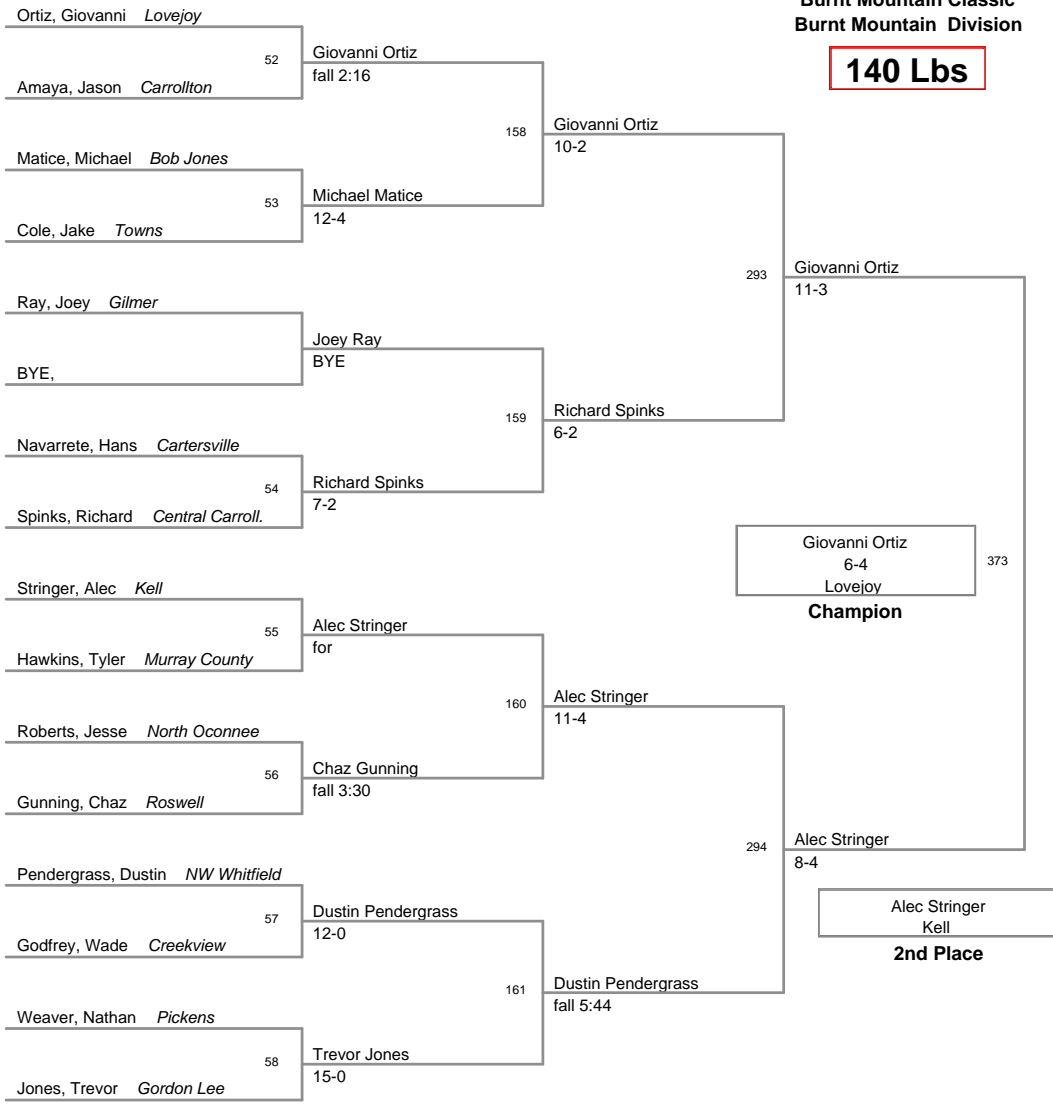 Burnt Mountain Classic
Burnt Mountain Division
140 Lbs
Ortiz, Giovanni Lovejoy
52
Giovanni Ortiz
fall 2:16
Amaya, Jason Carrollton
158
Giovanni Ortiz
10-2
Matice, Michael Bob Jones
53
Michael Matice
12-4
Cole, Jake Towns
293
Giovanni Ortiz
11-3
Ray, Joey Gilmer
Joey Ray
BYE
BYE,
159
Richard Spinks
6-2
Navarrete, Hans Cartersville
54
Richard Spinks
7-2
Spinks, Richard Central Carroll.
Giovanni Ortiz
6-4
Lovejoy
373
Champion
Stringer, Alec Kell
55
Alec Stringer
for
Hawkins, Tyler Murray County
160
Alec Stringer
11-4
Roberts, Jesse North Oconnee
56
Chaz Gunning
fall 3:30
Gunning, Chaz Roswell
294
Alec Stringer
8-4
Pendergrass, Dustin NW Whitfield
57
Dustin Pendergrass
12-0
Godfrey, Wade Creekview
Alec Stringer
Kell
2nd Place
161
Dustin Pendergrass
fall 5:44
Weaver, Nathan Pickens
58
Trevor Jones
15-0
Jones, Trevor Gordon Lee